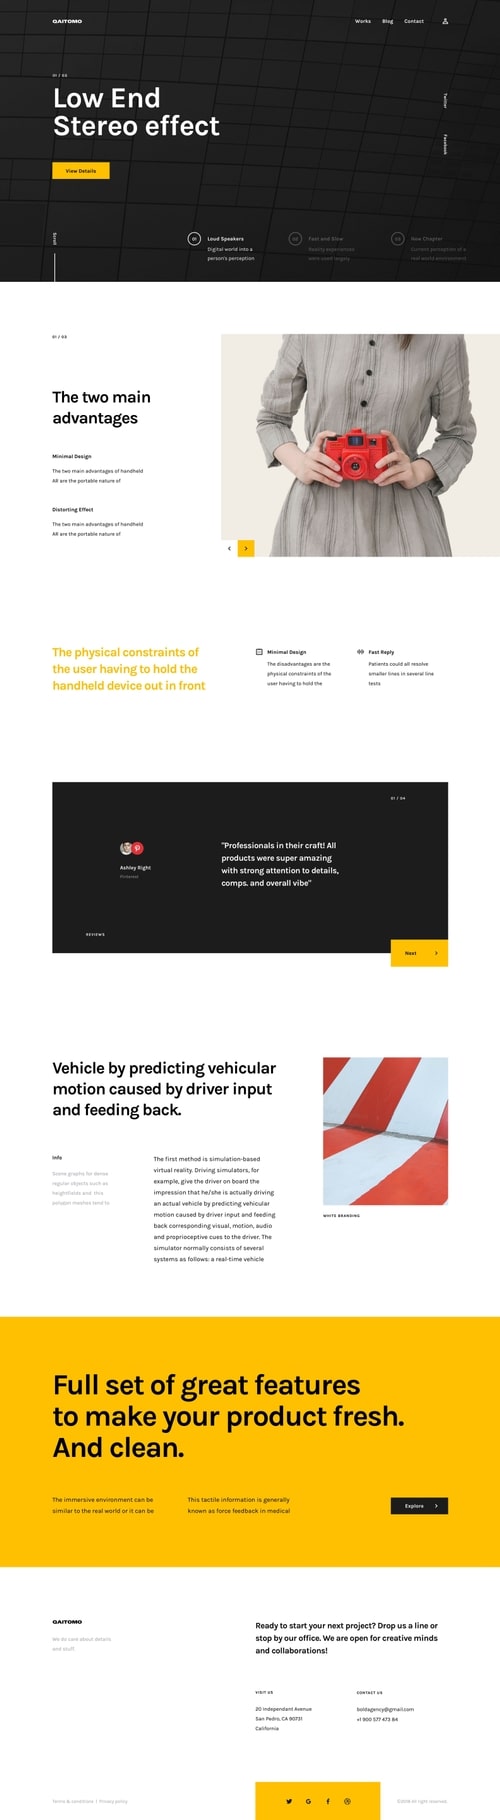 GAITOMO
Works Blog Contact
01 / 03
Low End
Stereo effect
View Details
Twitter
Facebook
Scroll
01 Loud Speakers
Digital world into a
person's perception
02 Fast and Slow
Reality experienced
were used largely
03 New Chapter
Current perception of a
real world environment
01 / 03
The two main
advantages
Minimal Design
The two main advantages of handheld
AR are the portable nature of
Distorting Effect
The two main advantages of handheld
AR are the portable nature of
The physical constraints of
the user having to hold the
handheld device out in front
Minimal Design
The disadvantages are the
physical constraints of the
user having to hold the
Fast Reply
Patients could all resolve
smaller lines in several line
tests
01 / 04
Ashley Right
Pinterest
"Professionals in their craft! All
products were super amazing
with strong attention to details,
comps. and overall vibe"
REVIEWS
Next
Vehicle by predicting vehicular
motion caused by driver input
and feeding back.
Info
Scene graphs for dense
regular objects such as
heightfields and this
polygon meshes tend to
The first method is simulation-based
virtual reality. Driving simulators, for
example, give the driver on board the
impression that he/she is actually driving
an actual vehicle by predicting vehicular
motion caused by driver input and feeding
back corresponding visual, motion, audio
and proprioceptive cues to the driver. The
simulator normally consists of several
systems as follows: a real-time vehicle
WHITE BRANDING
Full set of great features
to make your product fresh.
And clean.
The immersive environment can be
similar to the real world or it can be
This tactile information is generally
known as force feedback in medical
Explore
GAITOMO
We do care about details
and stuff
Ready to start your next project? Drop us a line or
stop by our office. We are open for creative minds
and collaborations!
VISIT US
20 Independant Avenue
San Pedro, CA 90731
California
CONTACT US
boldagency@gmail.com
+1 900 577 473 84
Terms & conditions | Privacy policy
©2018 All right reserved.